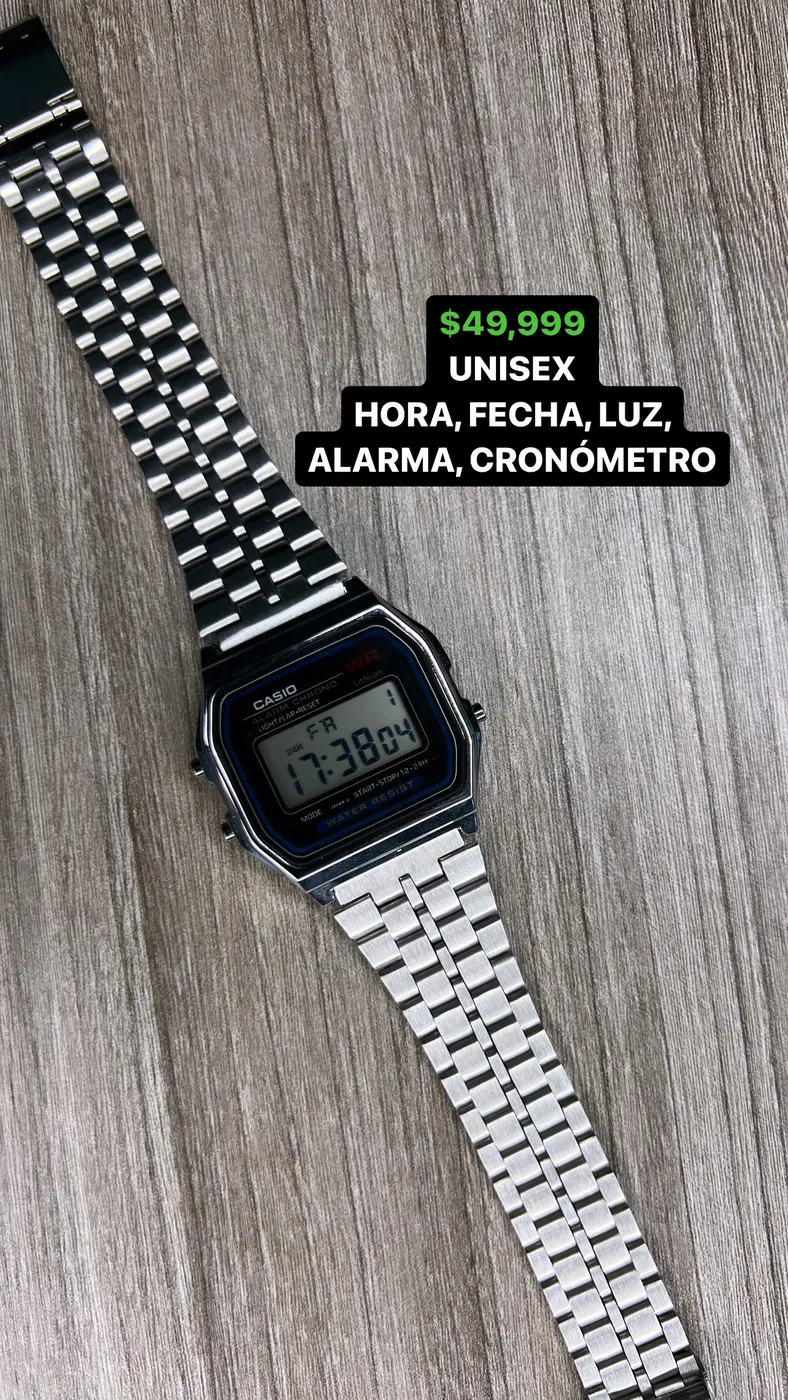 $49,999
UNISEX
HORA, FECHA, LUZ,
ALARMA, CRONÓMETRO
WR
Lithium
CASIO
ALARM CHRONO
LIGHT/LAP•RESET
FR 1
24H
17:38 04
MODE START•STOP/12•24H
WATER RESIST